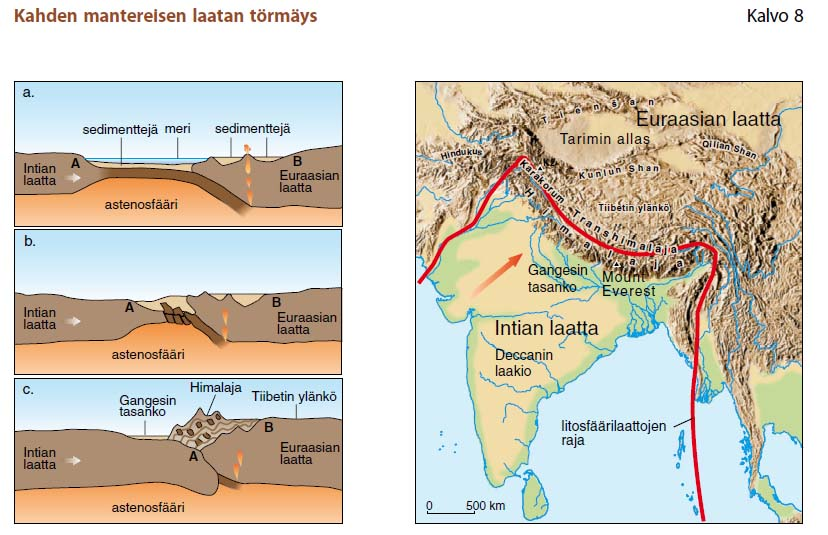 Kahden mantereisen laatan törmäys
Kalvo 8
a.
sedimenttejä meri sedimenttejä
A
B
Intian
laatta
Euraasian
laatta
astenosfääri
b.
A
B
Intian
laatta
Euraasian
laatta
astenosfääri
c.
Himalaja
Gangesin
tasanko
Tiibetin ylänkö
A
B
Intian
laatta
Euraasian
laatta
astenosfääri
Tienšan
Euraasian laatta
Tarimin allas
Hindukuš
Qilian Shan
Karakorum
Kunlun Shan
Tiibetin ylänkö
Transhimalaja
Himalaja
Gangesin
tasanko
Mount
Everest
Intian laatta
Deccanin
laakio
litosfäärilaattojen
raja
0 500 km